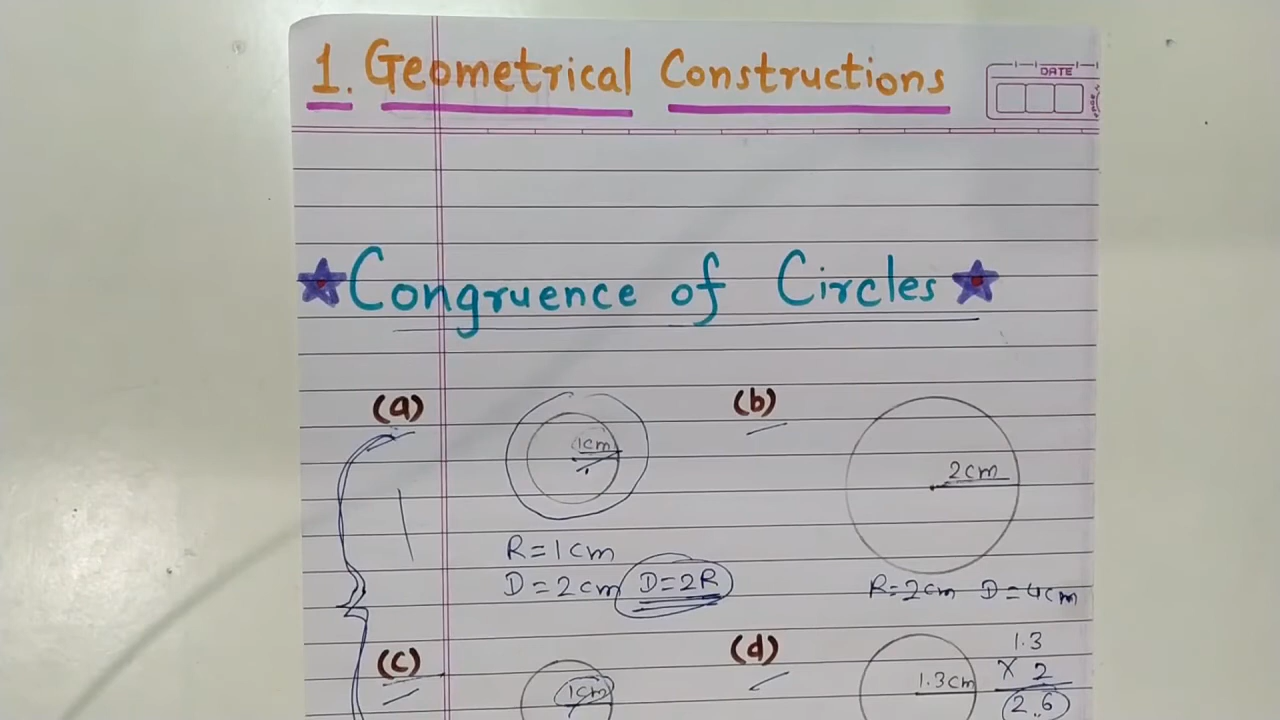 1. Geometrical Constructions
DATE
Congruence of Circles
(a)
1cm
(b)
2cm
R=1cm
D=2cm D=2R
R=2cm D=4cm
(c)
1cm
(d)
1.3cm
1.3
x 2
2.6